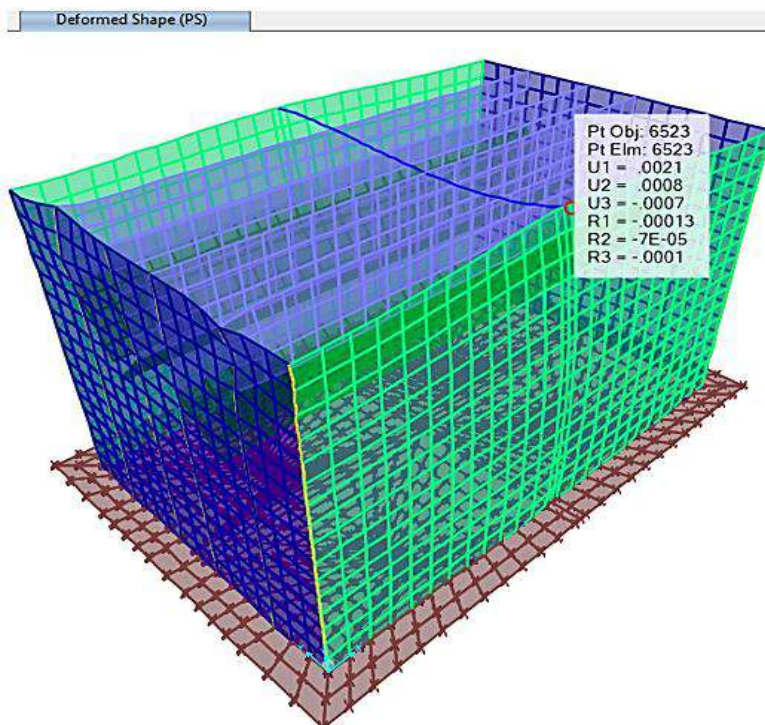 Deformed Shape (PS)
Pt Obj: 6523
Pt Elm: 6523
U1 = .0021
U2 = .0008
U3 = -.0007
R1 = -.00013
R2 = -7E-05
R3 = -.0001